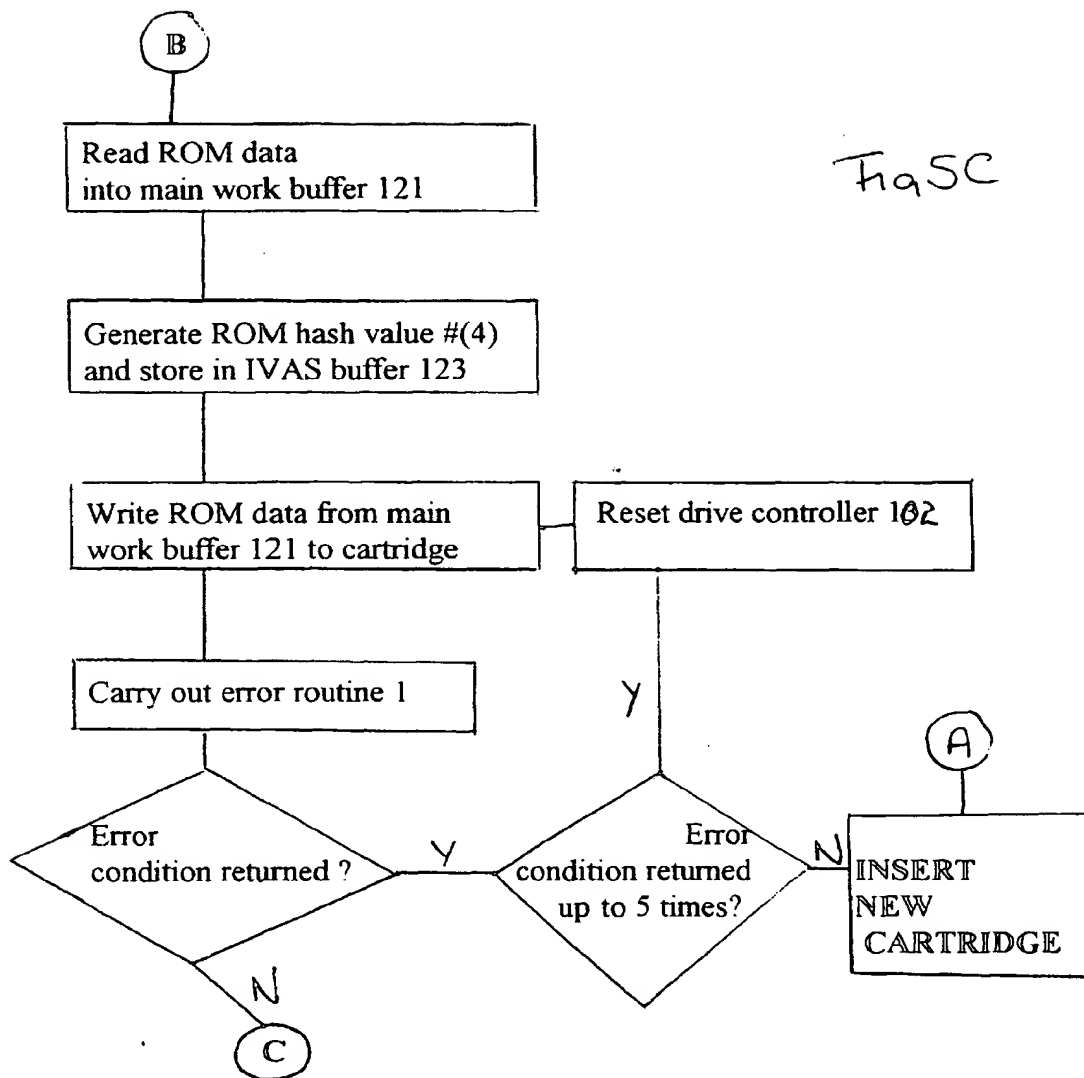 B
Read ROM data
into main work buffer 121
Fig 5C
Generate ROM hash value #(4)
and store in IVAS buffer 123
Write ROM data from main
work buffer 121 to cartridge
Reset drive controller 102
Carry out error routine 1
Y
A
Error
condition returned ?
Y
Error
condition returned
up to 5 times?
N
INSERT
NEW
CARTRIDGE
N
C